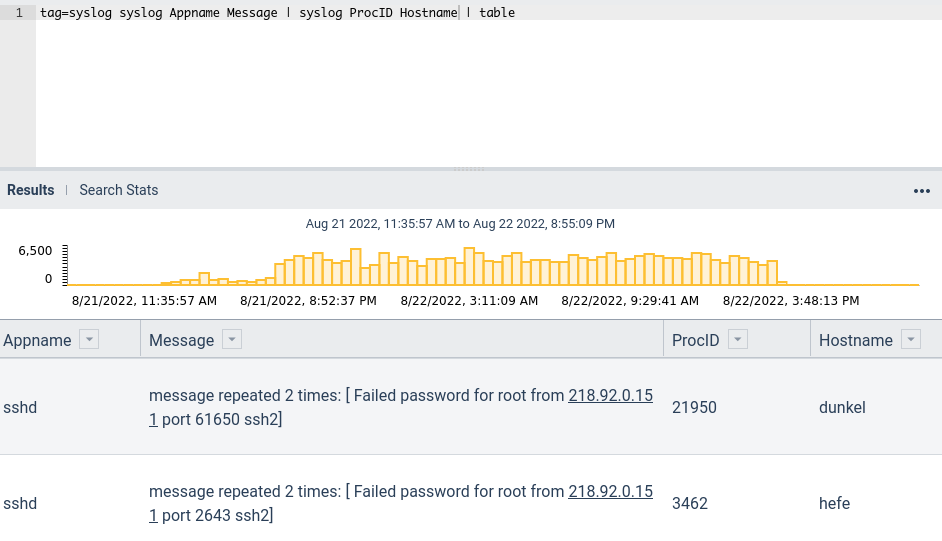 1 tag=syslog syslog Appname Message | syslog ProcID Hostname | table
Results | Search Stats
Aug 21 2022, 11:35:57 AM to Aug 22 2022, 8:55:09 PM
6,500
0
8/21/2022, 11:35:57 AM 8/21/2022, 8:52:37 PM 8/22/2022, 3:11:09 AM 8/22/2022, 9:29:41 AM 8/22/2022, 3:48:13 PM
Appname Message ProcID Hostname
sshd
message repeated 2 times: [ Failed password for root from 218.92.0.15
1 port 61650 ssh2]
21950
dunkel
sshd
message repeated 2 times: [ Failed password for root from 218.92.0.15
1 port 2643 ssh2]
3462
hefe